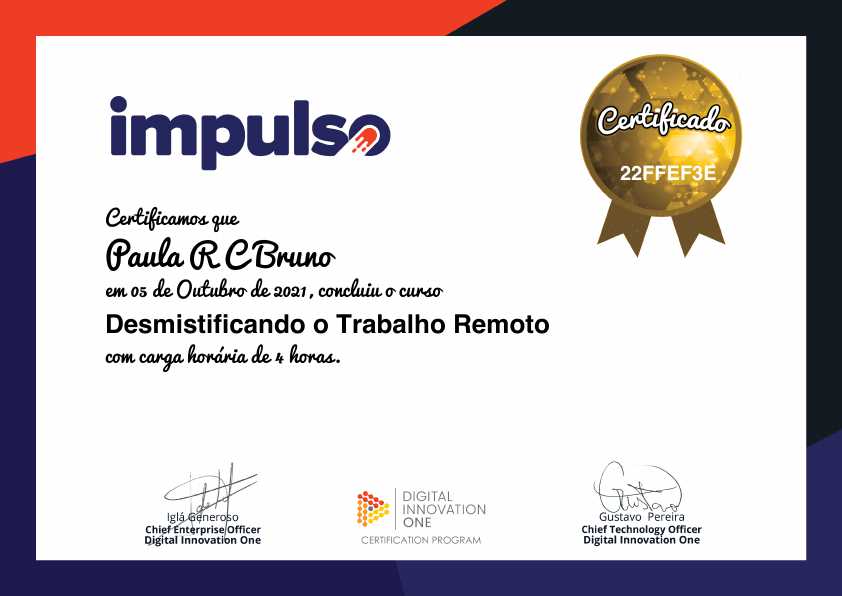 impulso
Certificado
22FFEF3E
Certificamos que
Paula R C Bruno
em 05 de Outubro de 2021, concluiu o curso
Desmistificando o Trabalho Remoto
com carga horária de 4 horas.
Iglá Generoso
Chief Enterprise Officer
Digital Innovation One
DIGITAL
INNOVATION
ONE
CERTIFICATION PROGRAM
Gustavo Pereira
Chief Technology Officer
Digital Innovation One